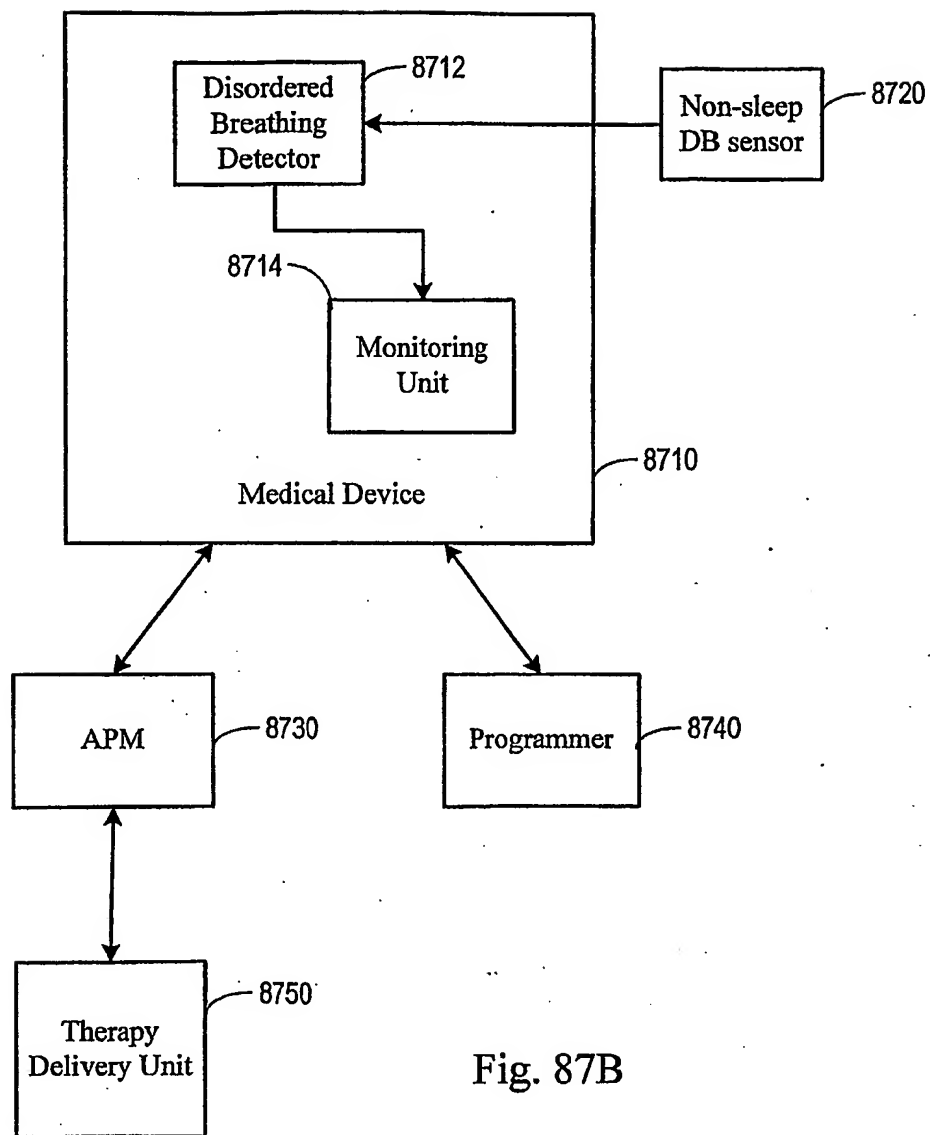 Disordered
Breathing
Detector
8712
Non-sleep
DB sensor
8720
8714
Monitoring
Unit
Medical Device
8710
APM
8730
Programmer
8740
Therapy
Delivery Unit
8750
Fig. 87B